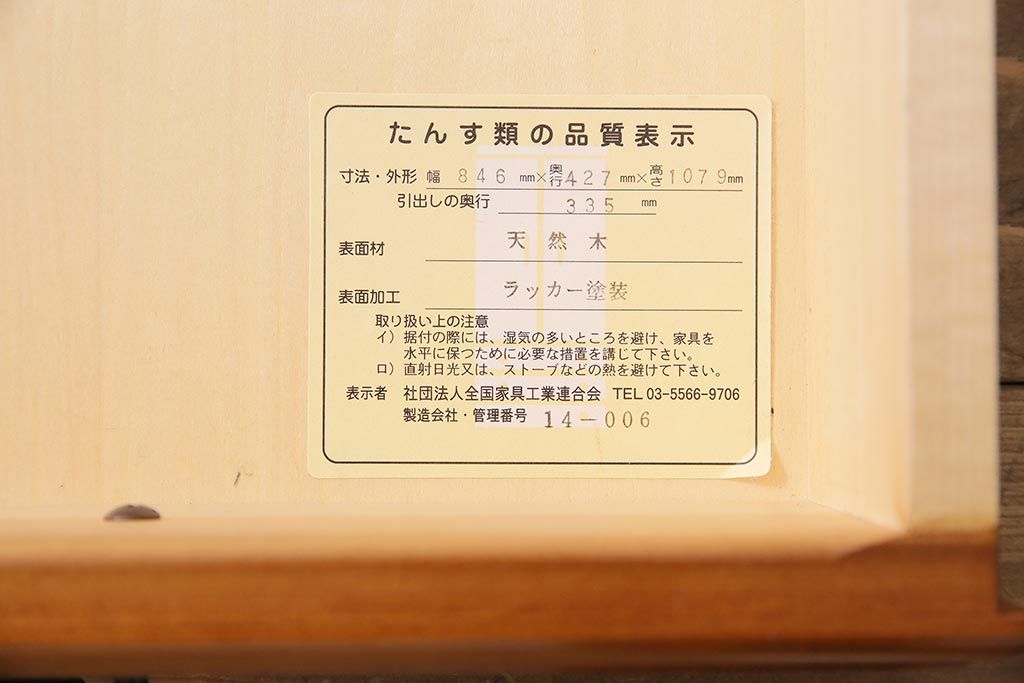 たんす類の品質表示
寸法・外形 幅 846 mm×奥行427 mm×高さ1079mm
引出しの奥行 335 mm
表面材 天然木
表面加工 ラッカー塗装
取り扱い上の注意
イ）据付の際には、湿気の多いところを避け、家具を
水平に保つために必要な措置を講じて下さい。
ロ）直射日光又は、ストーブなどの熱を避けて下さい。
表示者 社団法人全国家具工業連合会 TEL 03-5566-9706
製造会社・管理番号 14-006